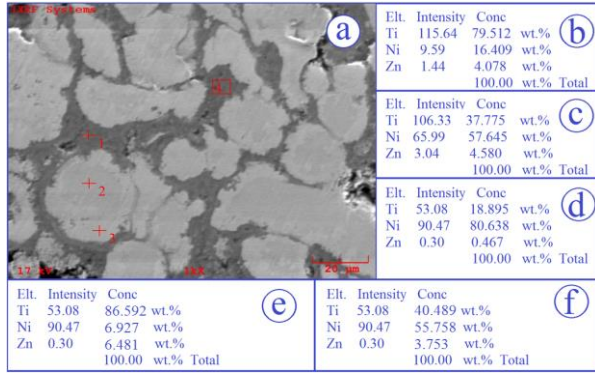 a
1
2
3
17 kV
20 µm
Elt. Intensity Conc
Ti 115.64 79.512 wt.%
Ni 9.59 16.409 wt.%
Zn 1.44 4.078 wt.%
100.00 wt.% Total
b
Elt. Intensity Conc
Ti 106.33 37.775 wt.%
Ni 65.99 57.645 wt.%
Zn 3.04 4.580 wt.%
100.00 wt.% Total
c
Elt. Intensity Conc
Ti 53.08 18.895 wt.%
Ni 90.47 80.638 wt.%
Zn 0.30 0.467 wt.%
100.00 wt.% Total
d
Elt. Intensity Conc
Ti 53.08 86.592 wt.%
Ni 90.47 6.927 wt.%
Zn 0.30 6.481 wt.%
100.00 wt.% Total
e
Elt. Intensity Conc
Ti 53.08 40.489 wt.%
Ni 90.47 55.758 wt.%
Zn 0.30 3.753 wt.%
100.00 wt.% Total
f